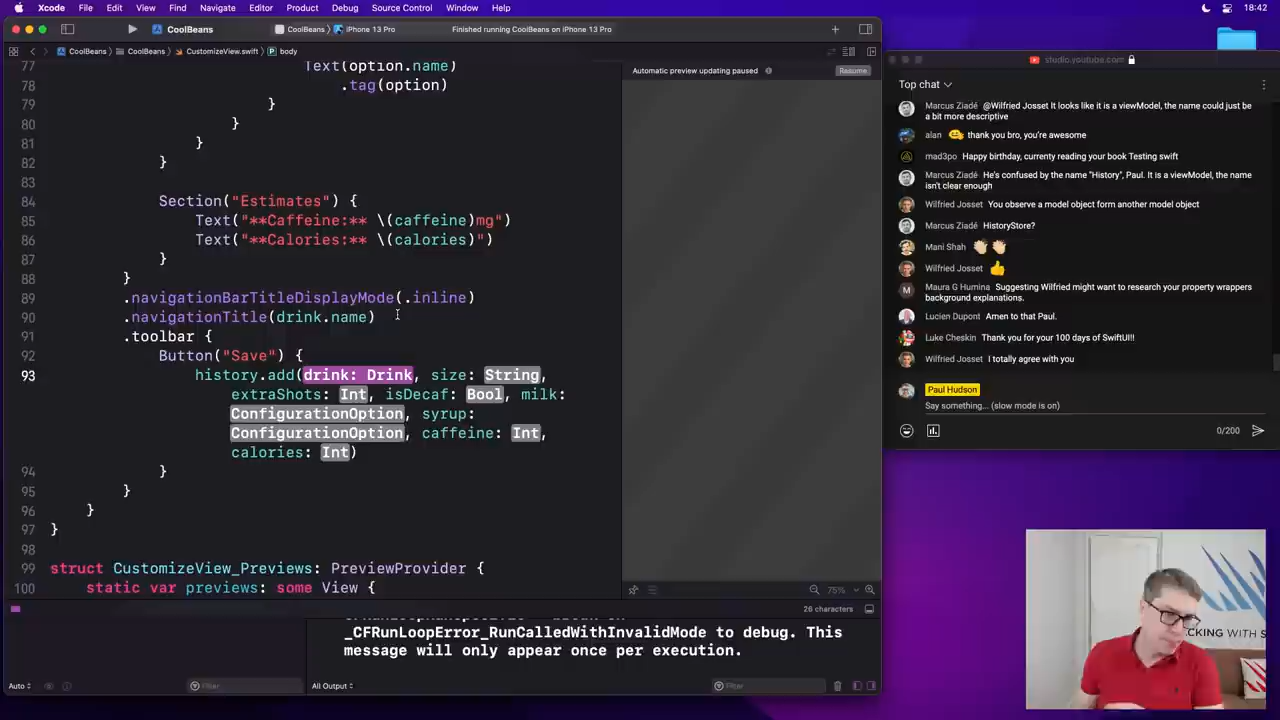 Xcode File Edit View Find Navigate Editor Product Debug Source Control Window Help 18:42
CoolBeans CoolBeans iPhone 13 Pro Finished running CoolBeans on iPhone 13 Pro
CoolBeans CoolBeans CustomizeView.swift body
77 Text(option.name)
78 .tag(option)
79 }
80 }
81 }
82 }
83
84 Section("Estimates") {
85 Text("**Caffeine:** \(caffeine)mg")
86 Text("**Calories:** \(calories)")
87 }
88 }
89 .navigationBarTitleDisplayMode(.inline)
90 .navigationTitle(drink.name)
91 .toolbar {
92 Button("Save") {
93 history.add(drink: Drink, size: String,
extraShots: Int, isDecaf: Bool, milk:
ConfigurationOption, syrup:
ConfigurationOption, caffeine: Int,
calories: Int)
94 }
95 }
96 }
97 }
98
99 struct CustomizeView_Previews: PreviewProvider {
100 static var previews: some View {
Automatic preview updating paused Resume
75%
26 characters
_CFRunLoopError_RunCalledWithInvalidMode to debug. This
message will only appear once per execution.
Auto Filter All Output Filter
studio.youtube.com
Top chat
Marcus Ziadé @Wilfried Josset It looks like it is a viewModel, the name could just be
a bit more descriptive
alan thank you bro, you're awesome
mad3po Happy birthday, currenty reading your book Testing swift
Marcus Ziadé He's confused by the name "History", Paul. It is a viewModel, the name
isn't clear enough
Wilfried Josset You observe a model object form another model object
Marcus Ziadé HistoryStore?
Mani Shah
Wilfried Josset
Maura G Humina Suggesting Wilfried might want to research your property wrappers
background explanations.
Lucien Dupont Amen to that Paul.
Luke Cheskin Thank you for your 100 days of SwiftUI!!
Wilfried Josset I totally agree with you
Paul Hudson
Say something... (slow mode is on)
0/200
CKING WITH S